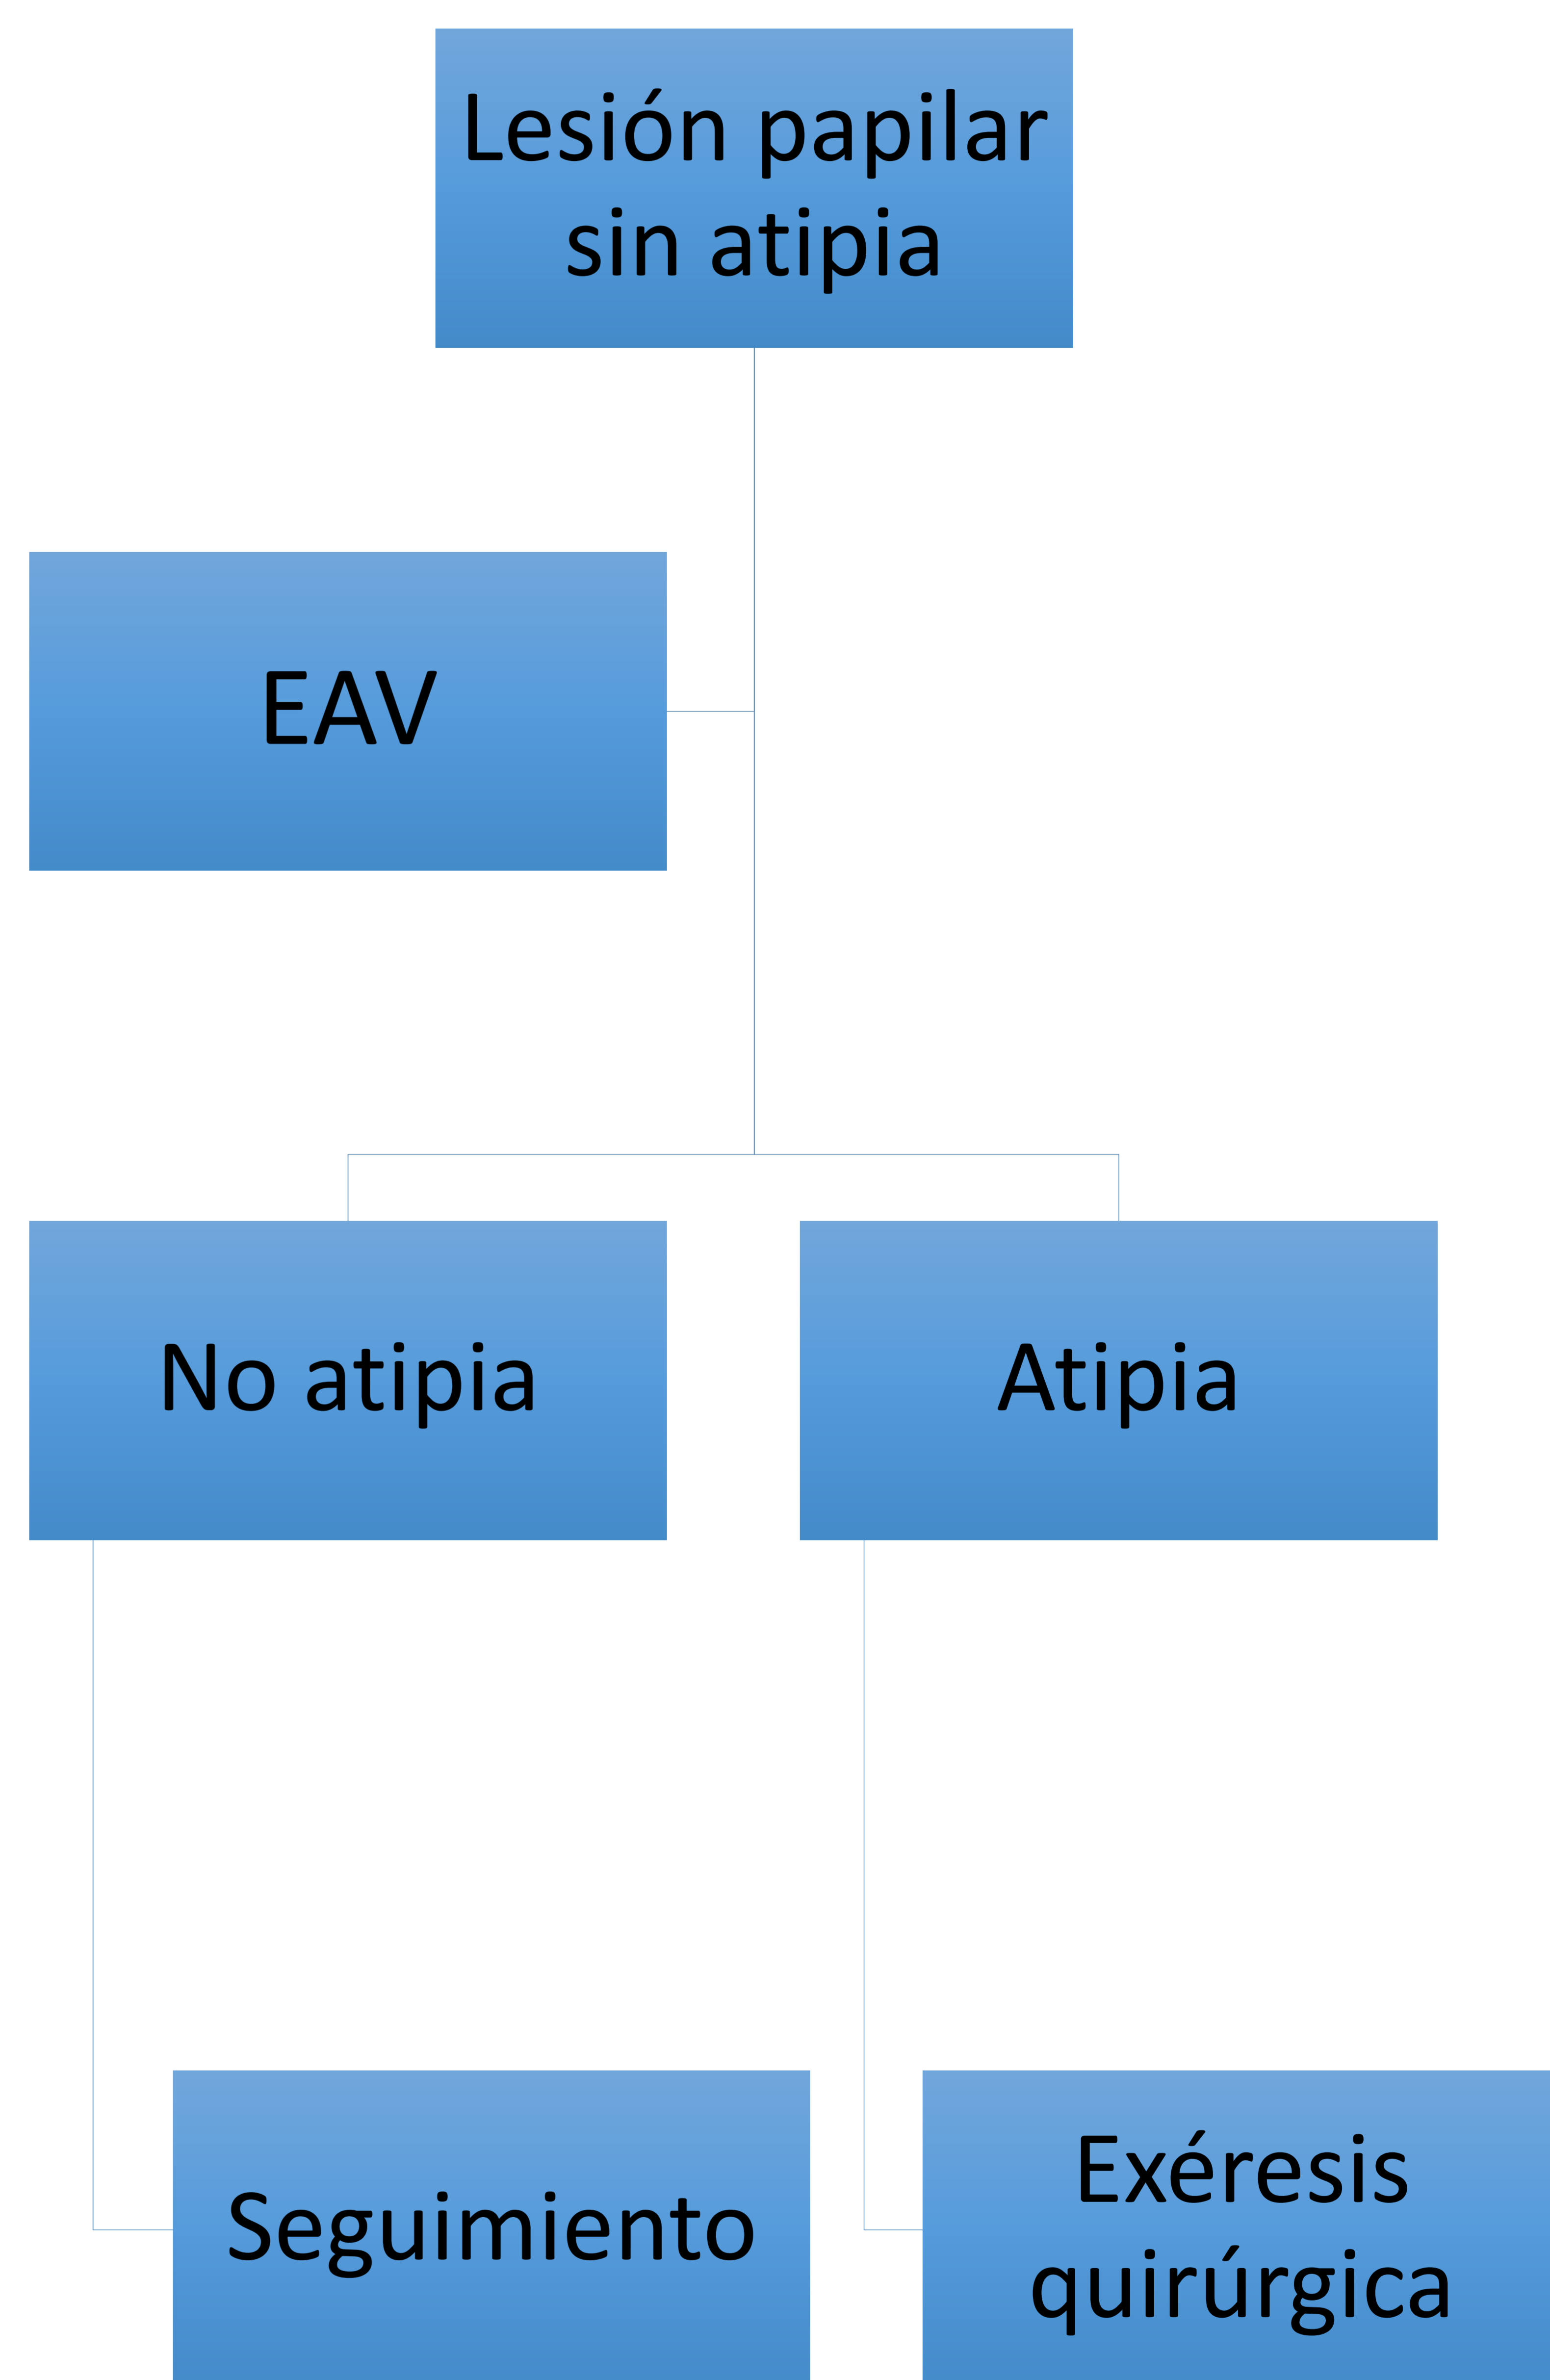 Lesión papilar
sin atipia
EAV
No atipia
Atipia
Seguimiento
Exéresis
quirúrgica